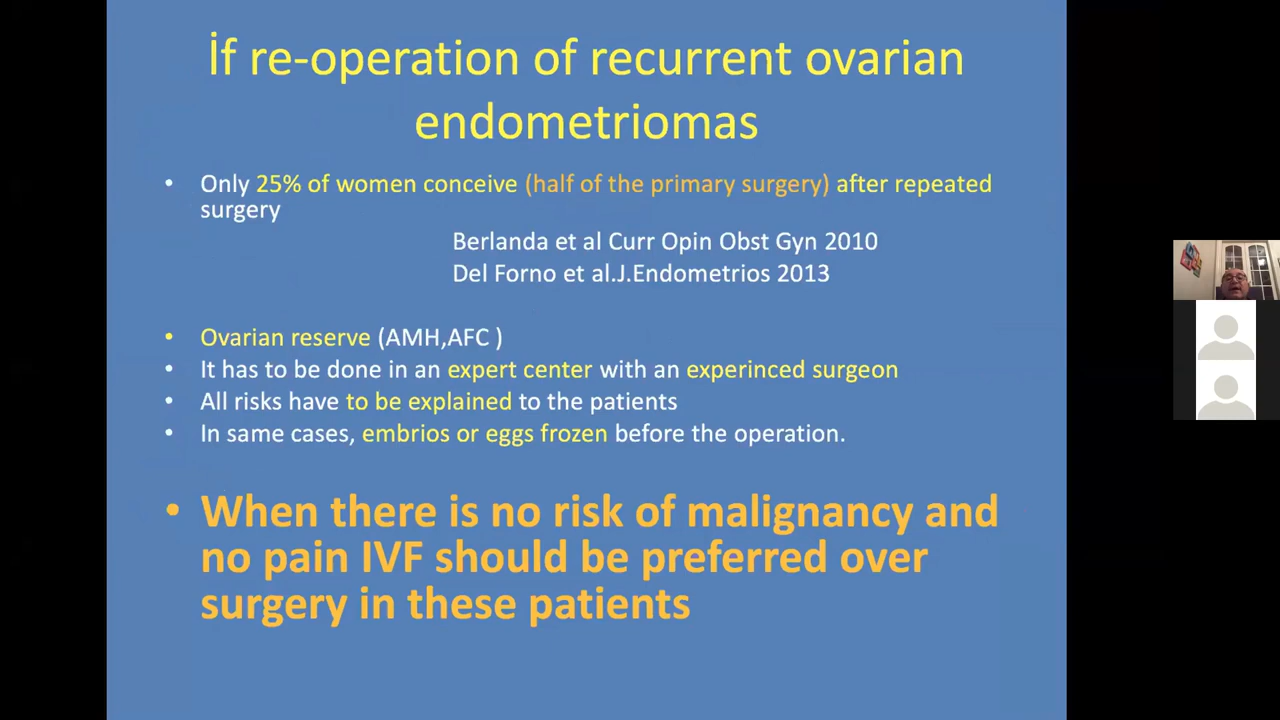 İf re-operation of recurrent ovarian
endometriomas
• Only 25% of women conceive (half of the primary surgery) after repeated
surgery
Berlanda et al Curr Opin Obst Gyn 2010
Del Forno et al.J.Endometrios 2013
• Ovarian reserve (AMH,AFC )
• It has to be done in an expert center with an experinced surgeon
• All risks have to be explained to the patients
• In same cases, embrios or eggs frozen before the operation.
• When there is no risk of malignancy and
no pain IVF should be preferred over
surgery in these patients